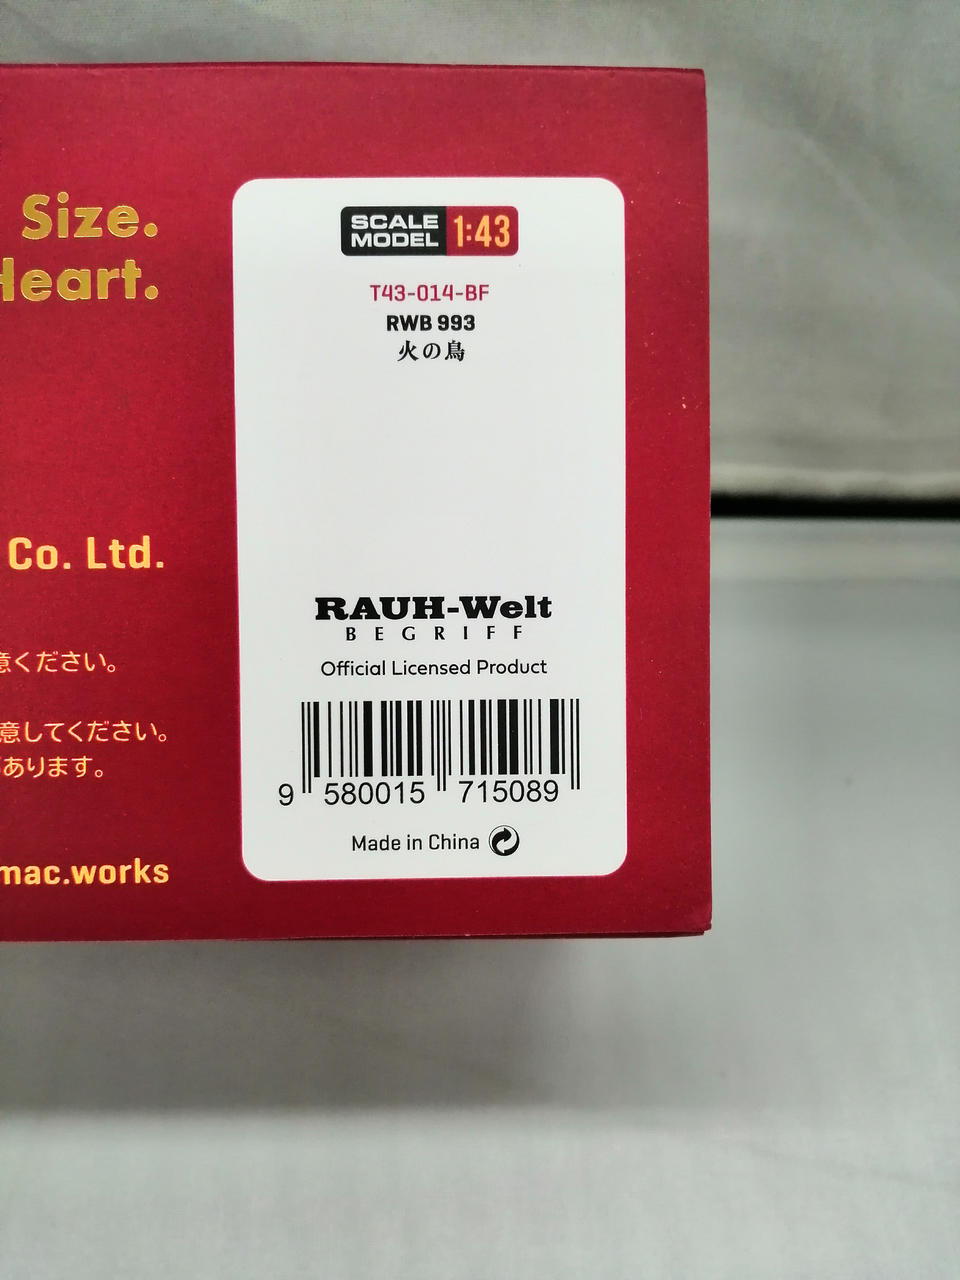 Size.
Heart.
Co. Ltd.
意ください。
意してください。
あります。
mac.works
SCALE MODEL 1:43
T43-014-BF
RWB 993
火の鳥
RAUH-Welt
BEGRIFF
Official Licensed Product
9 580015 715089
Made in China